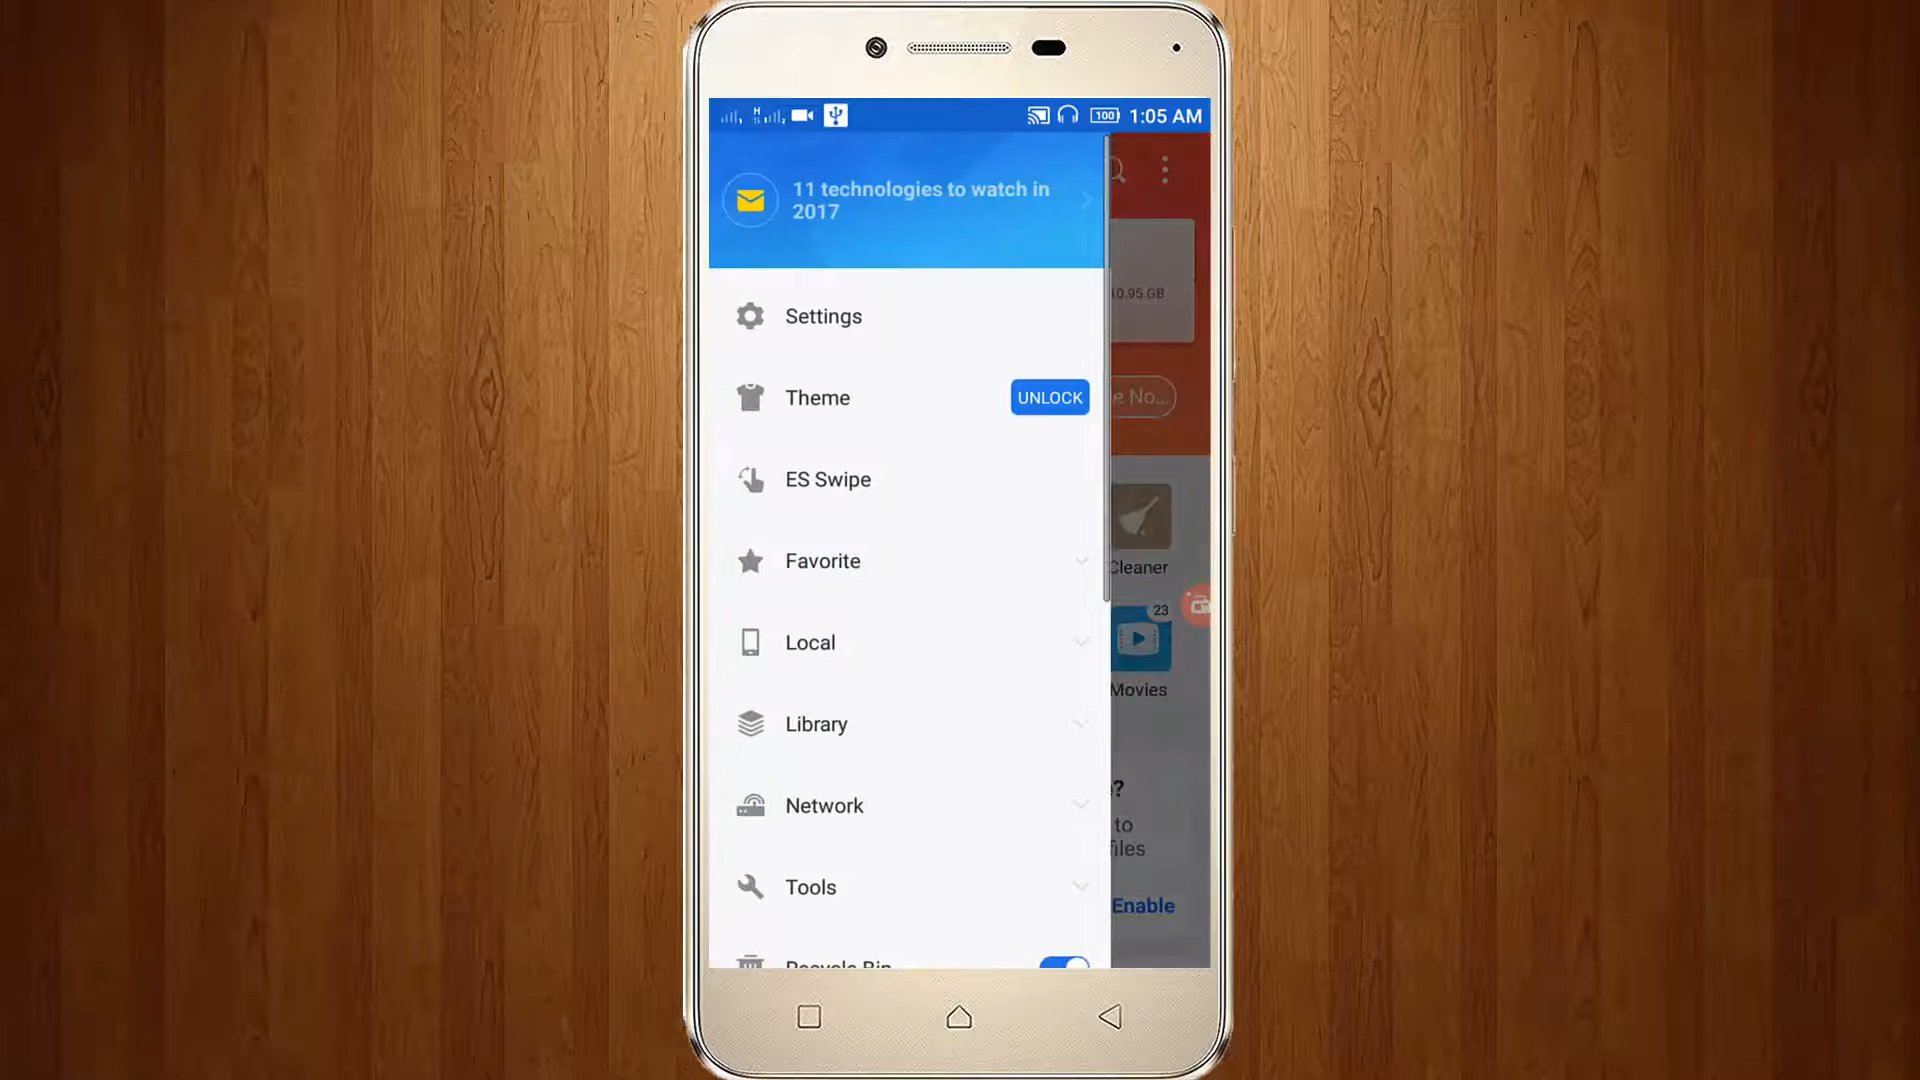 100 1:05 AM
11 technologies to watch in
2017
10.95 GB
Settings
Theme UNLOCK
e No...
ES Swipe
Cleaner
Favorite
23
Local
Movies
Library
?
Network
to
files
Tools
Enable
Recycle Bin